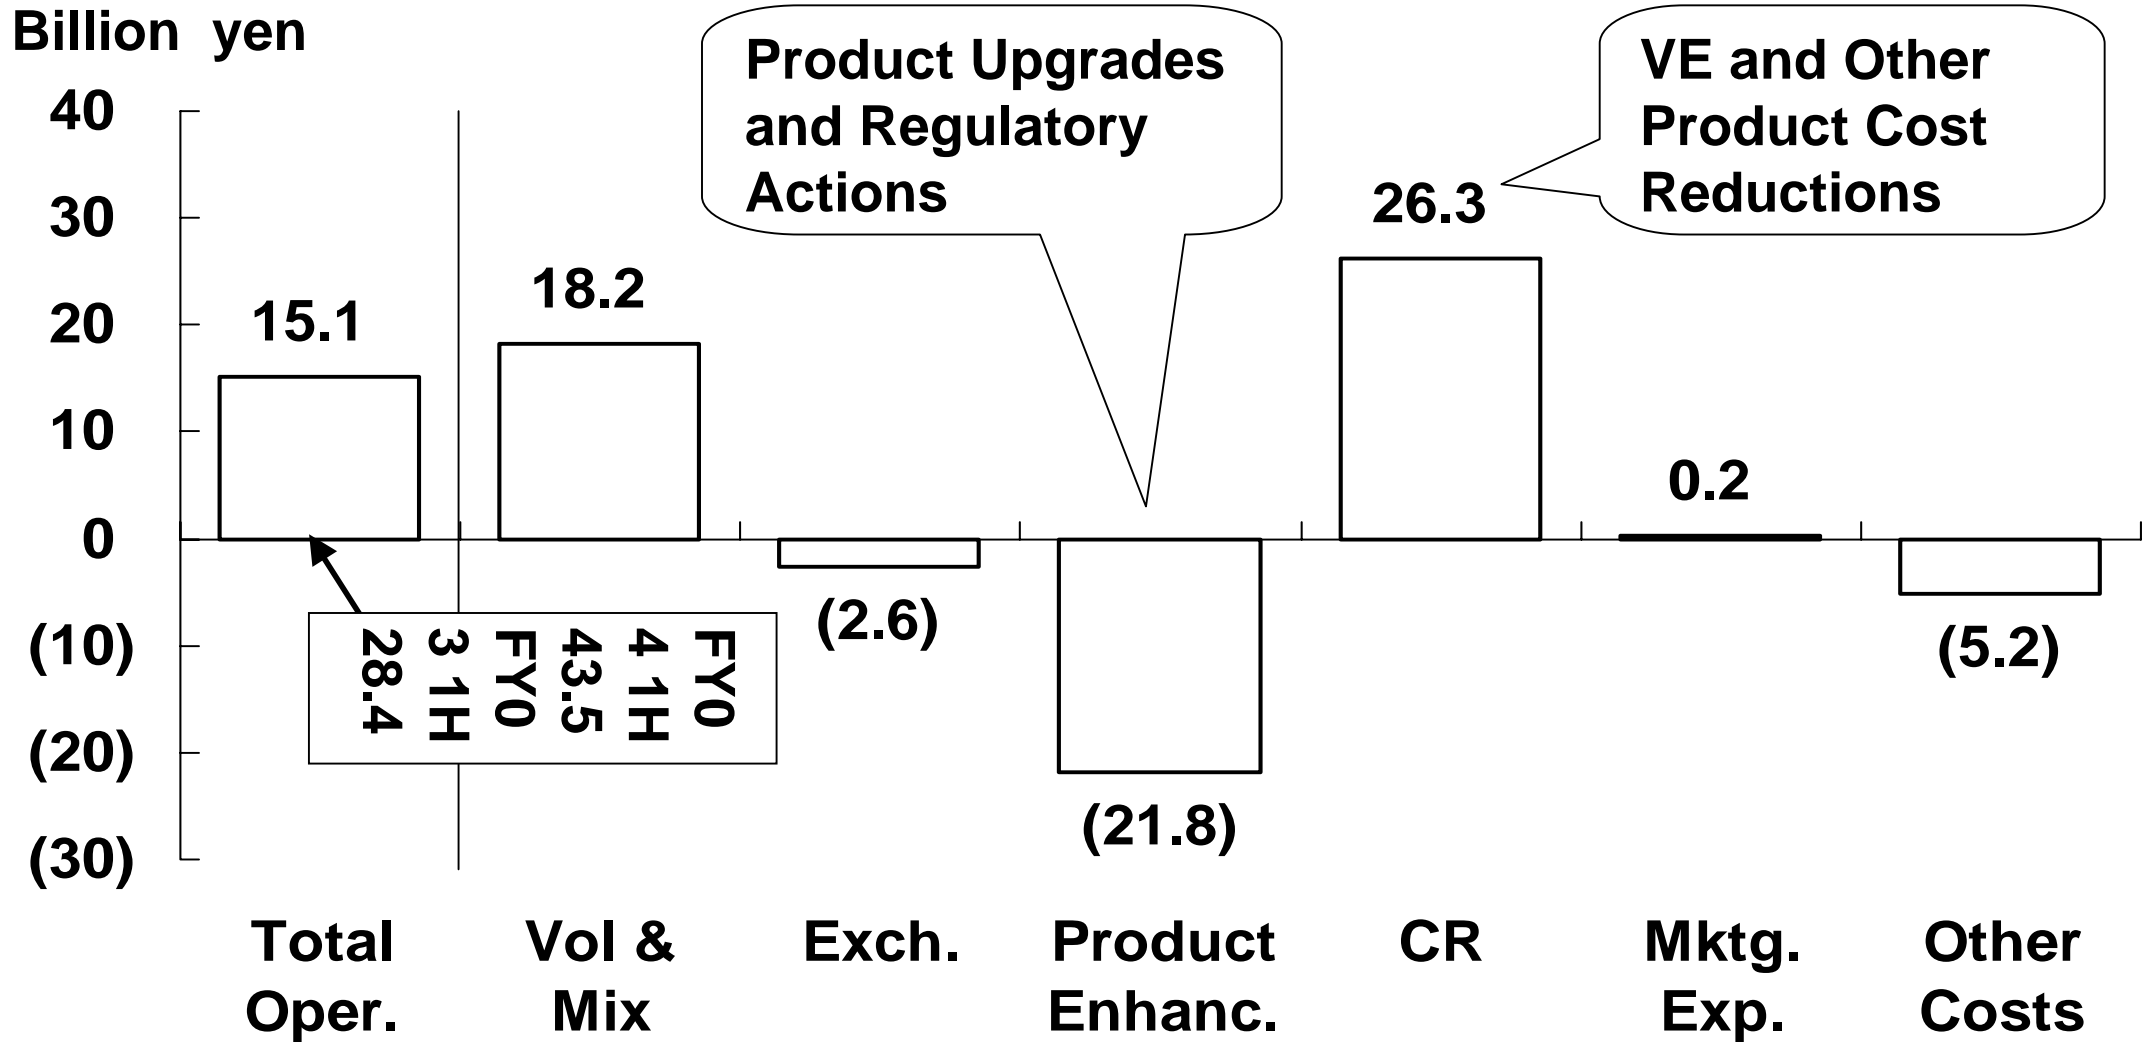 Billion yen
40
30
20
10
0
(10)
(20)
(30)
Product Upgrades
and Regulatory
Actions
VE and Other
Product Cost
Reductions
15.1
18.2
(2.6)
(21.8)
26.3
0.2
(5.2)
FY0
4 1H
43.5
FY0
3 1H
28.4
Total
Oper.
Vol &
Mix
Exch.
Product
Enhanc.
CR
Mktg.
Exp.
Other
Costs